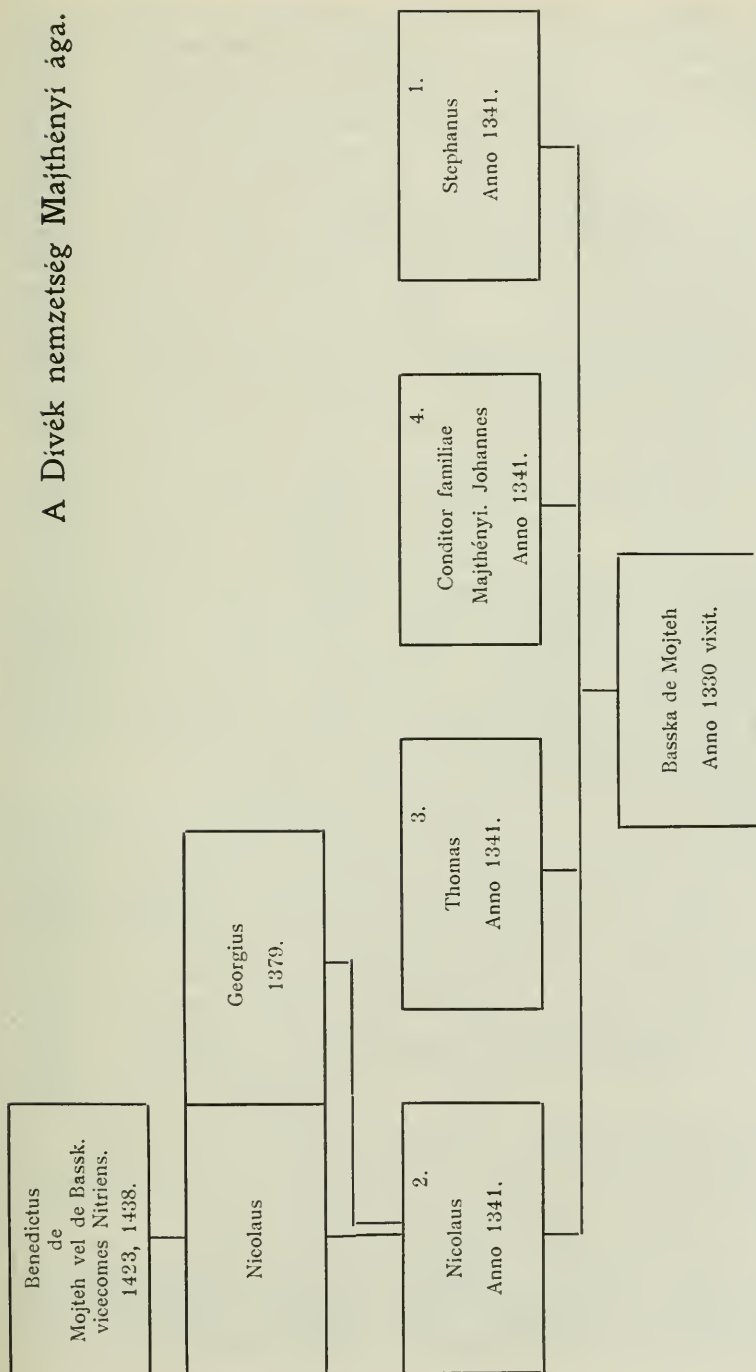 A Divék nemzetség Majthényi ága.
Benedictus
de
Mojteh vel de Bassk.
vicecomes Nitriens.
1423, 1438.
Nicolaus
Georgius
1379.
2.
Nicolaus
Anno 1341.
3.
Thomas
Anno 1341.
4.
Conditor familiae
Majthényi. Johannes
Anno 1341.
1.
Stephanus
Anno 1341.
Basska de Mojteh
Anno 1330 vixit.